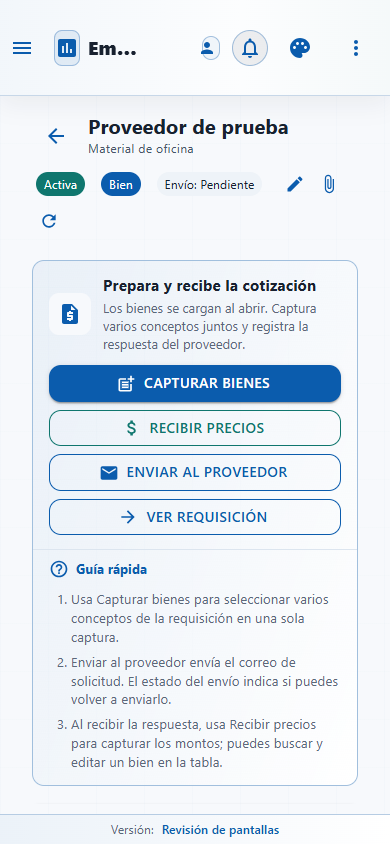 Em...
Proveedor de prueba
Material de oficina
Activa
Bien
Envío: Pendiente
Prepara y recibe la cotización
Los bienes se cargan al abrir. Captura
varios conceptos juntos y registra la
respuesta del proveedor.
CAPTURAR BIENES
$ RECIBIR PRECIOS
ENVIAR AL PROVEEDOR
VER REQUISICIÓN
Guía rápida
1. Usa Capturar bienes para seleccionar varios
conceptos de la requisición en una sola
captura.
2. Enviar al proveedor envía el correo de
solicitud. El estado del envío indica si puedes
volver a enviarlo.
3. Al recibir la respuesta, usa Recibir precios
para capturar los montos; puedes buscar y
editar un bien en la tabla.
Versión: Revisión de pantallas